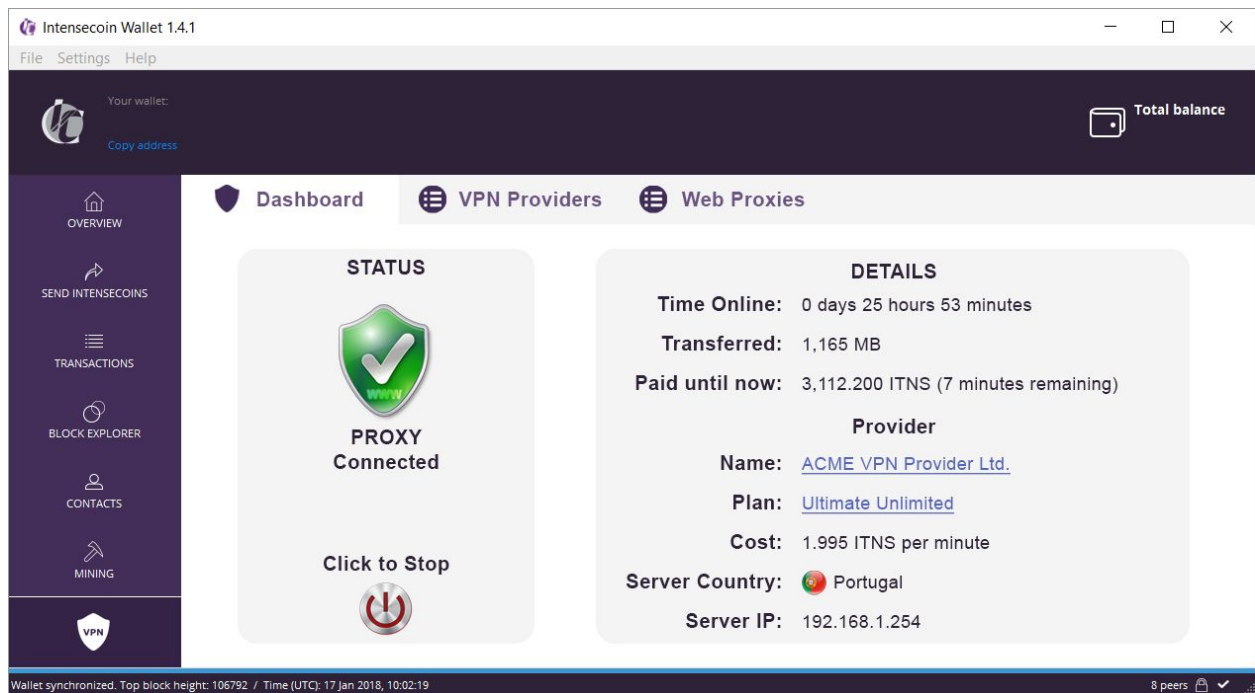 Intensecoin Wallet 1.4.1
File Settings Help
Your wallet:
Copy address
Total balance
OVERVIEW
SEND INTENSECOINS
TRANSACTIONS
BLOCK EXPLORER
CONTACTS
MINING
VPN
Dashboard VPN Providers Web Proxies
STATUS
www
PROXY
Connected
Click to Stop
DETAILS
Time Online: 0 days 25 hours 53 minutes
Transferred: 1,165 MB
Paid until now: 3,112.200 ITNS (7 minutes remaining)
Provider
Name: ACME VPN Provider Ltd.
Plan: Ultimate Unlimited
Cost: 1.995 ITNS per minute
Server Country: Portugal
Server IP: 192.168.1.254
Wallet synchronized. Top block height: 106792 / Time (UTC): 17 Jan 2018, 10:02:19 8 peers